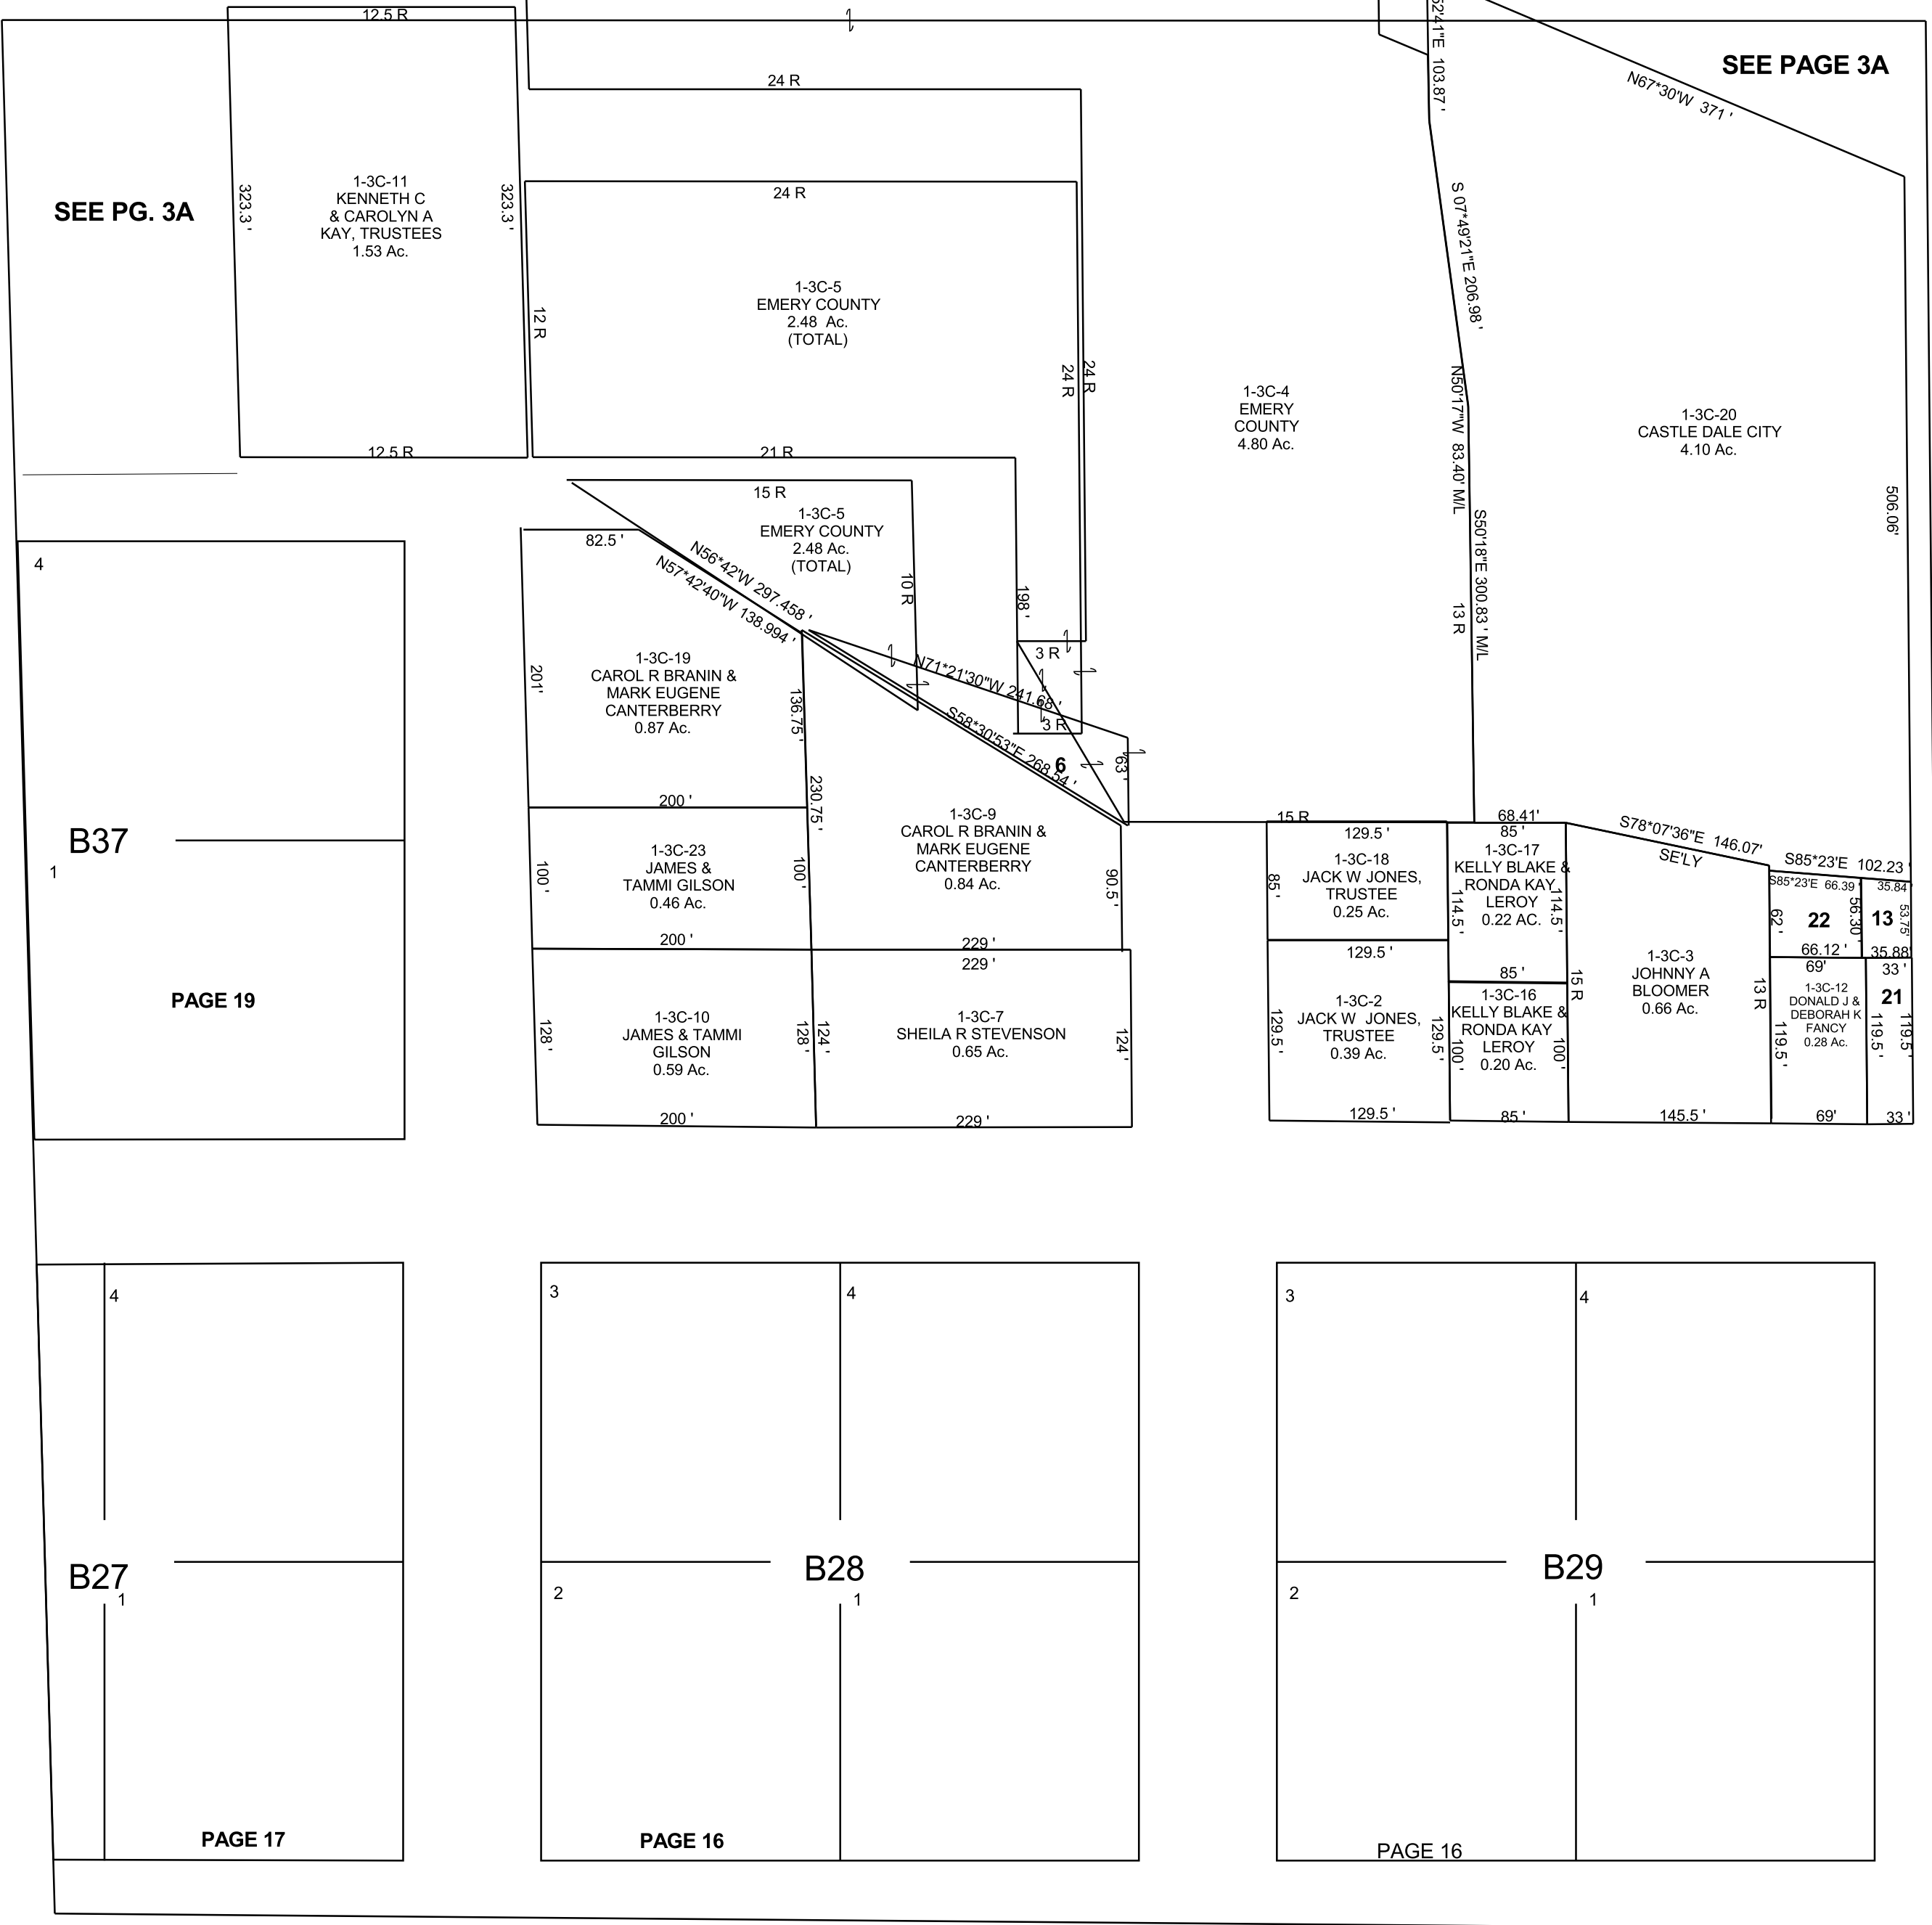 12.5 R
SEE PG. 3A
323.3 '
1-3C-11
KENNETH C
& CAROLYN A
KAY, TRUSTEES
1.53 Ac.
323.3 '
12.5 R
24 R
24 R
12 R
1-3C-5
EMERY COUNTY
2.48 Ac.
(TOTAL)
24 R
24 R
21 R
52'41"E 103.87 '
SEE PAGE 3A
N67*30'W 371 '
S 07*49'21"E 206.98 '
1-3C-4
EMERY
COUNTY
4.80 Ac.
N50'17"W 83.40' M/L
S50'18"E 300.83 ' M/L
13 R
1-3C-20
CASTLE DALE CITY
4.10 Ac.
506.06'
15 R
1-3C-5
EMERY COUNTY
2.48 Ac.
(TOTAL)
10 R
198 '
82.5 '
N56*42'W 297.458 '
N57*42'40"W 138.994 '
3 R
N71*21'30"W 241.68 '
3 R
S58*30'53"E 268.54 '
6
63 '
201'
1-3C-19
CAROL R BRANIN &
MARK EUGENE
CANTERBERRY
0.87 Ac.
136.75 '
200 '
230.75 '
1-3C-9
CAROL R BRANIN &
MARK EUGENE
CANTERBERRY
0.84 Ac.
90.5 '
229 '
100 '
1-3C-23
JAMES &
TAMMI GILSON
0.46 Ac.
100 '
200 '
128 '
1-3C-10
JAMES & TAMMI
GILSON
0.59 Ac.
128'
200 '
229 '
124 '
1-3C-7
SHEILA R STEVENSON
0.65 Ac.
124 '
229 '
15 R
129.5 '
85 '
1-3C-18
JACK W JONES,
TRUSTEE
0.25 Ac.
129.5 '
129.5 '
1-3C-2
JACK W JONES,
TRUSTEE
0.39 Ac.
129.5 '
129.5 '
68.41'
85 '
1-3C-17
KELLY BLAKE &
RONDA KAY
LEROY
0.22 AC.
114.5 '
114.5 '
85 '
1-3C-16
KELLY BLAKE &
RONDA KAY
LEROY
0.20 Ac.
100 '
100 '
85 '
S78*07'36"E 146.07'
SE'LY
15 R
1-3C-3
JOHNNY A
BLOOMER
0.66 Ac.
13 R
145.5 '
S85*23'E 102.23 '
S85*23'E 66.39 '
35.84 '
62 '
22
56.30 '
13
53.75'
66.12 '
35.88'
69'
33 '
1-3C-12
DONALD J &
DEBORAH K
FANCY
0.28 Ac.
119.5 '
69'
21
119.5 '
119.5 '
33 '
4
B37
1
PAGE 19
4
B27
1
PAGE 17
3
4
B28
2
1
PAGE 16
3
4
B29
2
1
PAGE 16